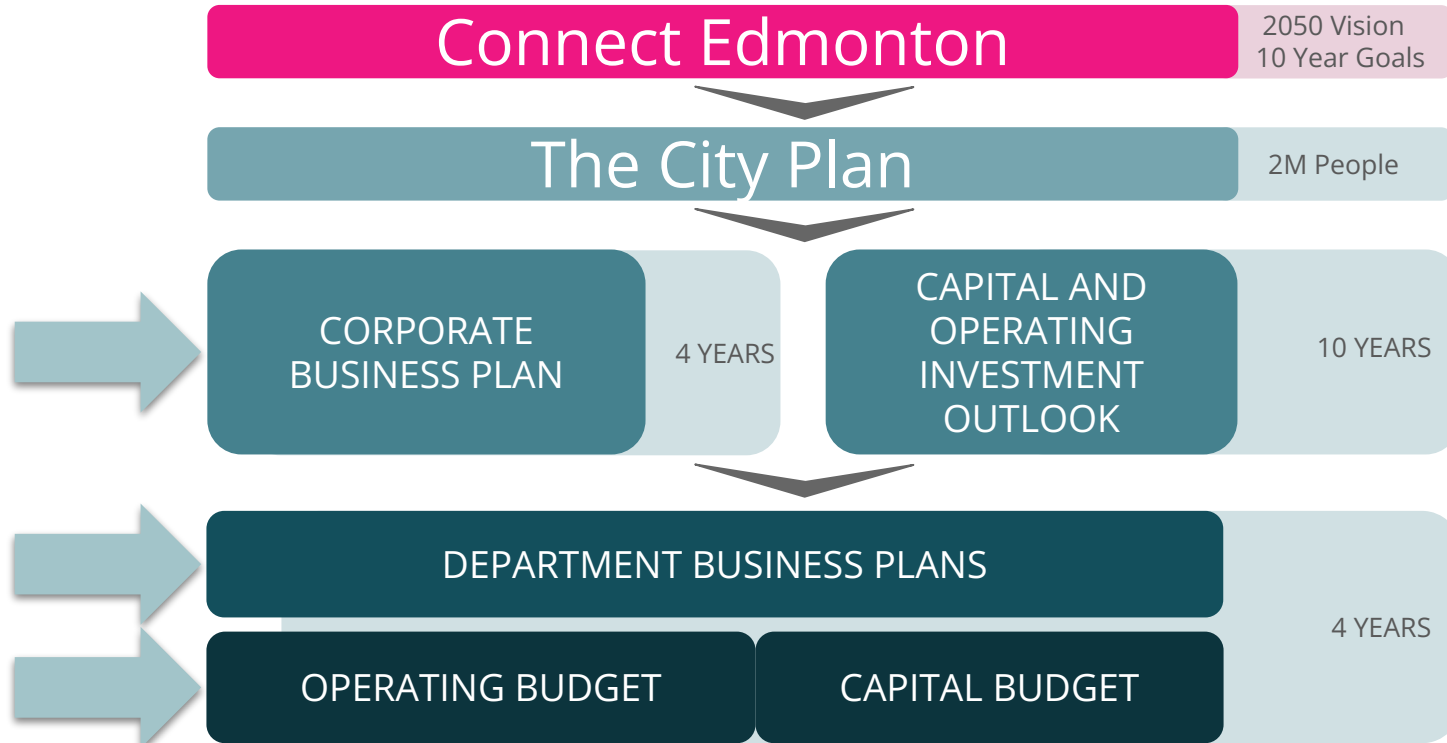 Connect Edmonton
2050 Vision
10 Year Goals
The City Plan
2M People
CORPORATE
BUSINESS PLAN
4 YEARS
CAPITAL AND
OPERATING
INVESTMENT
OUTLOOK
10 YEARS
DEPARTMENT BUSINESS PLANS
4 YEARS
OPERATING BUDGET
CAPITAL BUDGET